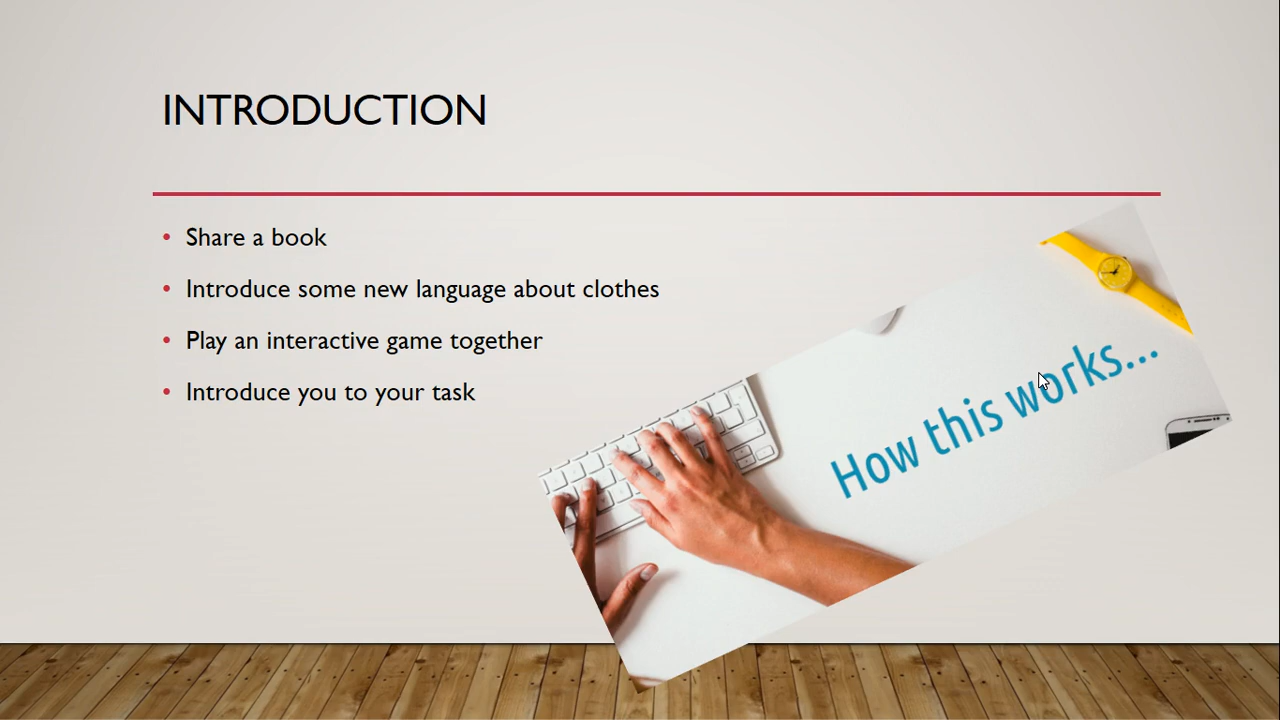 INTRODUCTION
• Share a book
• Introduce some new language about clothes
• Play an interactive game together
• Introduce you to your task
How this works...